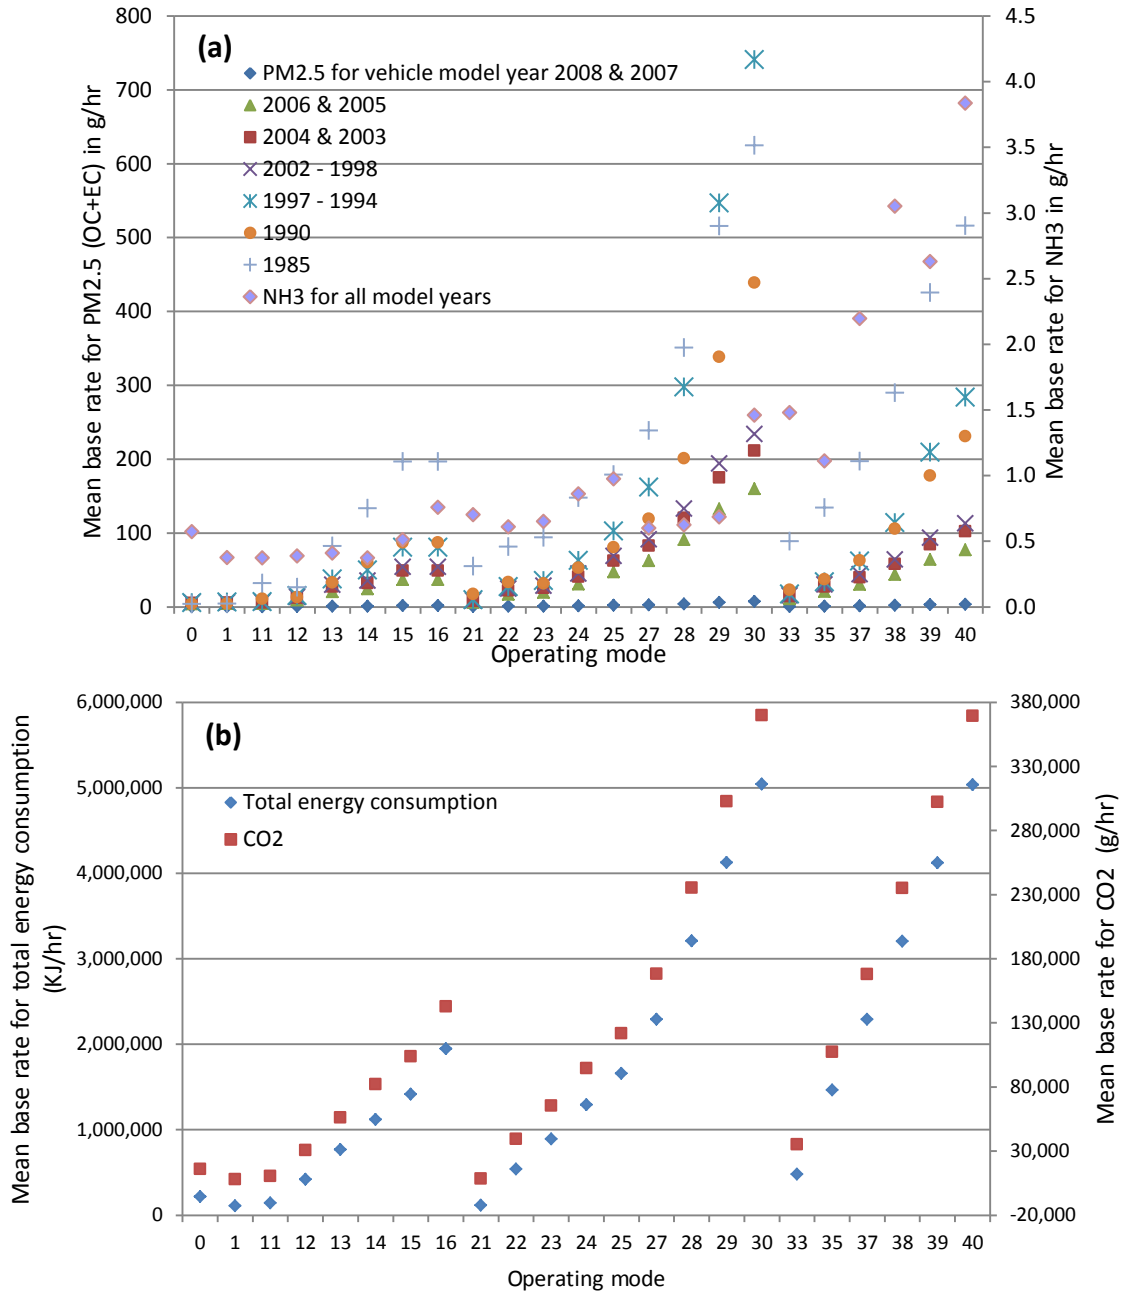 (a)
PM2.5 for vehicle model year 2008 & 2007
2006 & 2005
2004 & 2003
2002 - 1998
1997 - 1994
1990
1985
NH3 for all model years
Mean base rate for PM2.5 (OC+EC) in g/hr
800
700
600
500
400
300
200
100
0
Mean base rate for NH3 in g/hr
4.5
4.0
3.5
3.0
2.5
2.0
1.5
1.0
0.5
0.0
0 1 11 12 13 14 15 16 21 22 23 24 25 27 28 29 30 33 35 37 38 39 40
Operating mode
(b)
Total energy consumption
CO2
Mean base rate for total energy consumption
(KJ/hr)
6,000,000
5,000,000
4,000,000
3,000,000
2,000,000
1,000,000
0
Mean base rate for CO2 (g/hr)
380,000
330,000
280,000
230,000
180,000
130,000
80,000
30,000
-20,000
0 1 11 12 13 14 15 16 21 22 23 24 25 27 28 29 30 33 35 37 38 39 40
Operating mode